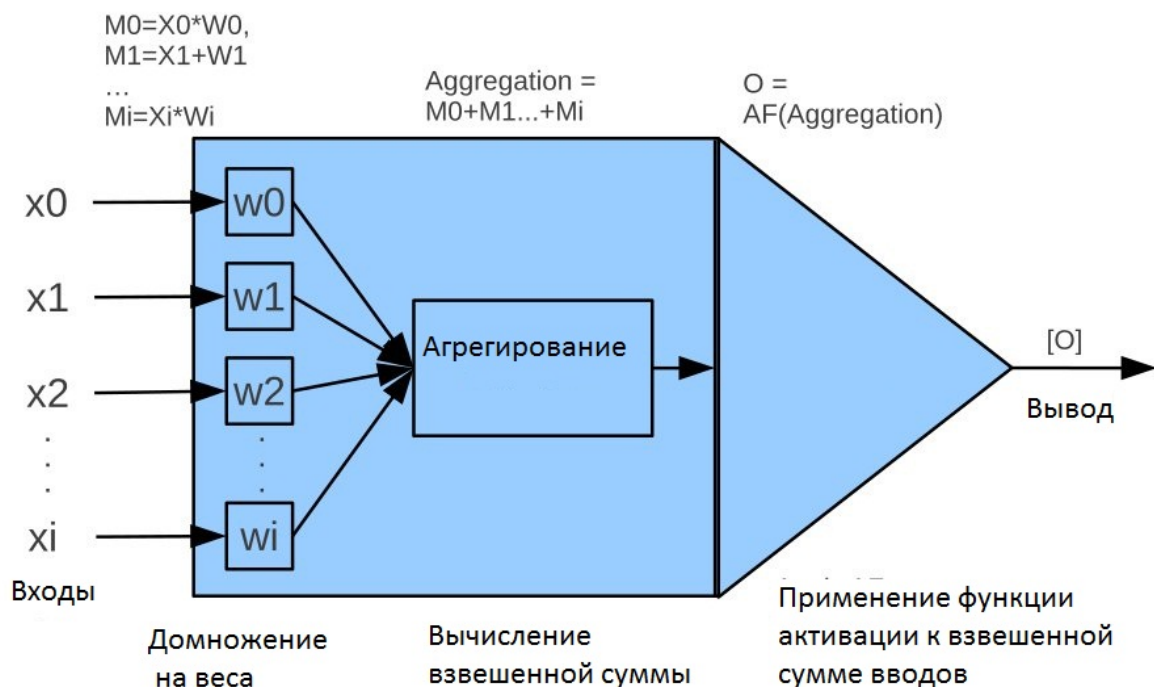 M0=X0*W0,
M1=X1+W1
...
Mi=Xi*Wi
Aggregation =
M0+M1...+Mi
O =
AF(Aggregation)
x0
w0
x1
w1
x2
w2
xi
wi
Агрегирование
[O]
Вывод
Входы
Домножение
на веса
Вычисление
взвешенной суммы
Применение функции
активации к взвешенной
сумме вводов